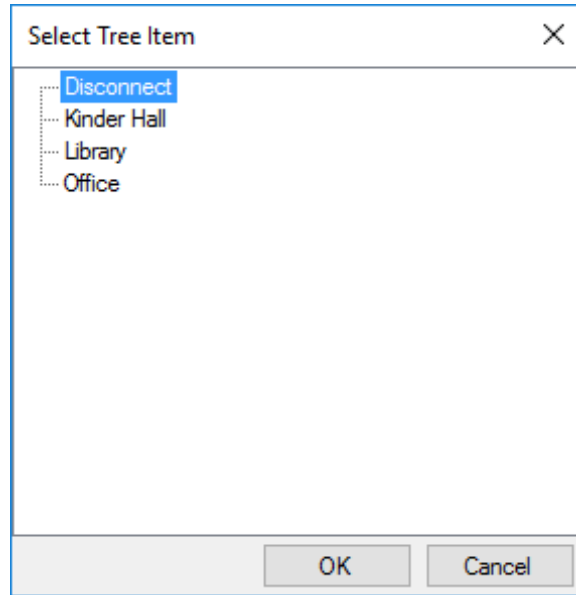 Select Tree Item
Disconnect
Kinder Hall
Library
Office
OK Cancel